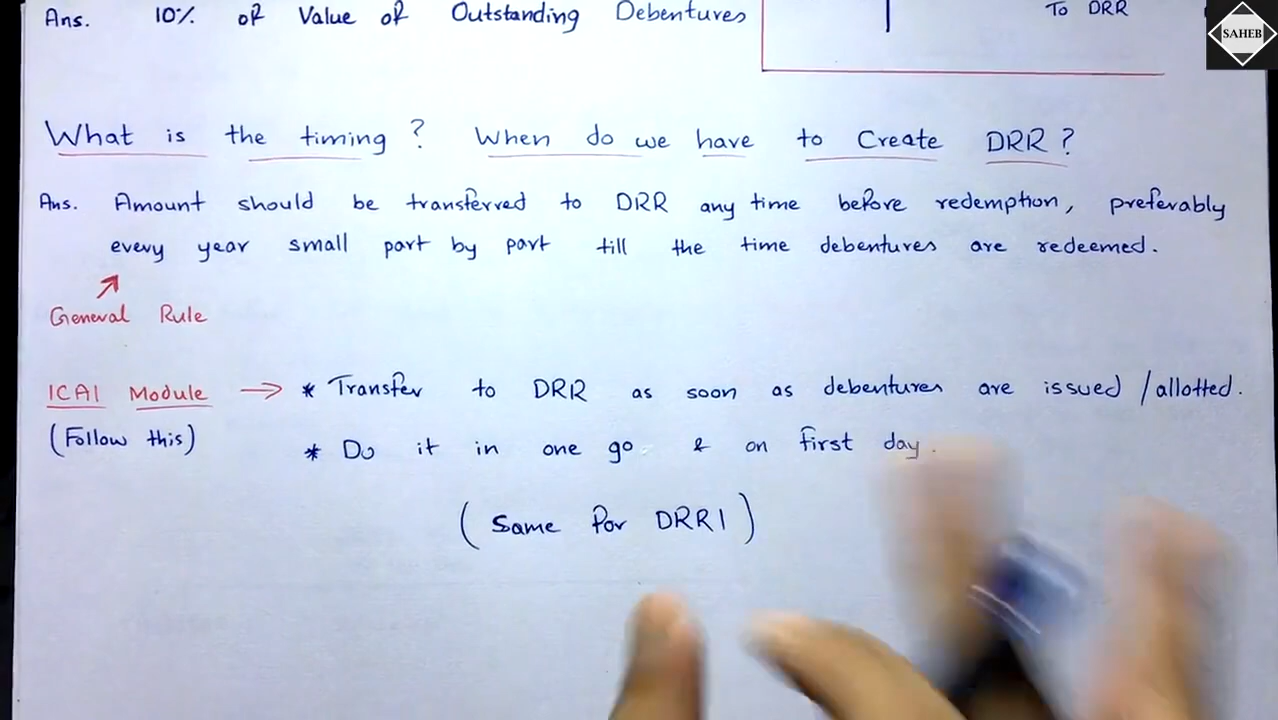 Ans. 10% of Value of Outstanding Debentures
To DRR
SAHEB
What is the timing? When do we have to Create DRR?
Ans. Amount should be transferred to DRR any time before redemption, preferably
every year small part by part till the time debentures are redeemed.
General Rule
ICAI Module → * Transfer to DRR as soon as debentures are issued/allotted.
(Follow this) * Do it in one go & on first day.
(Same for DRRI)